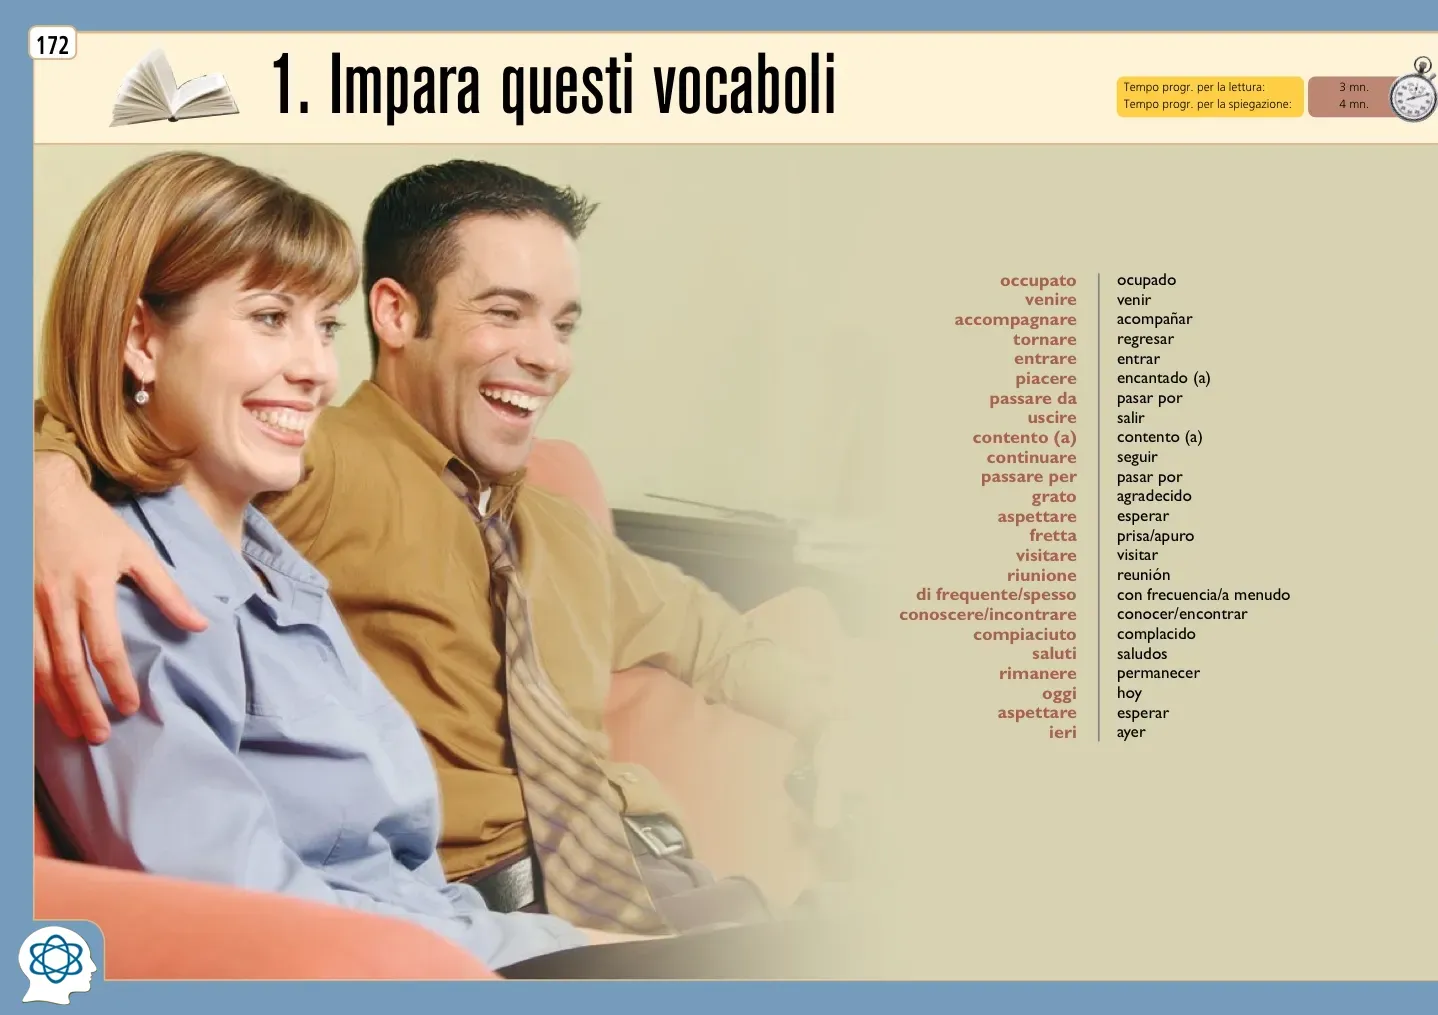 172
1. Impara questi vocaboli
Tempo progr. per la lettura: 3 mn.
Tempo progr. per la spiegazione: 4 mn.
occupato ocupado
venire venir
accompagnare acompañar
tornare regresar
entrare entrar
piacere encantado (a)
passare da pasar por
uscire salir
contento (a) contento (a)
continuare seguir
passare per pasar por
grato agradecido
aspettare esperar
fretta prisa/apuro
visitare visitar
riunione reunión
di frequente/spesso con frecuencia/a menudo
conoscere/incontrare conocer/encontrar
compiaciuto complacido
saluti saludos
rimanere permanecer
oggi hoy
aspettare esperar
ieri ayer